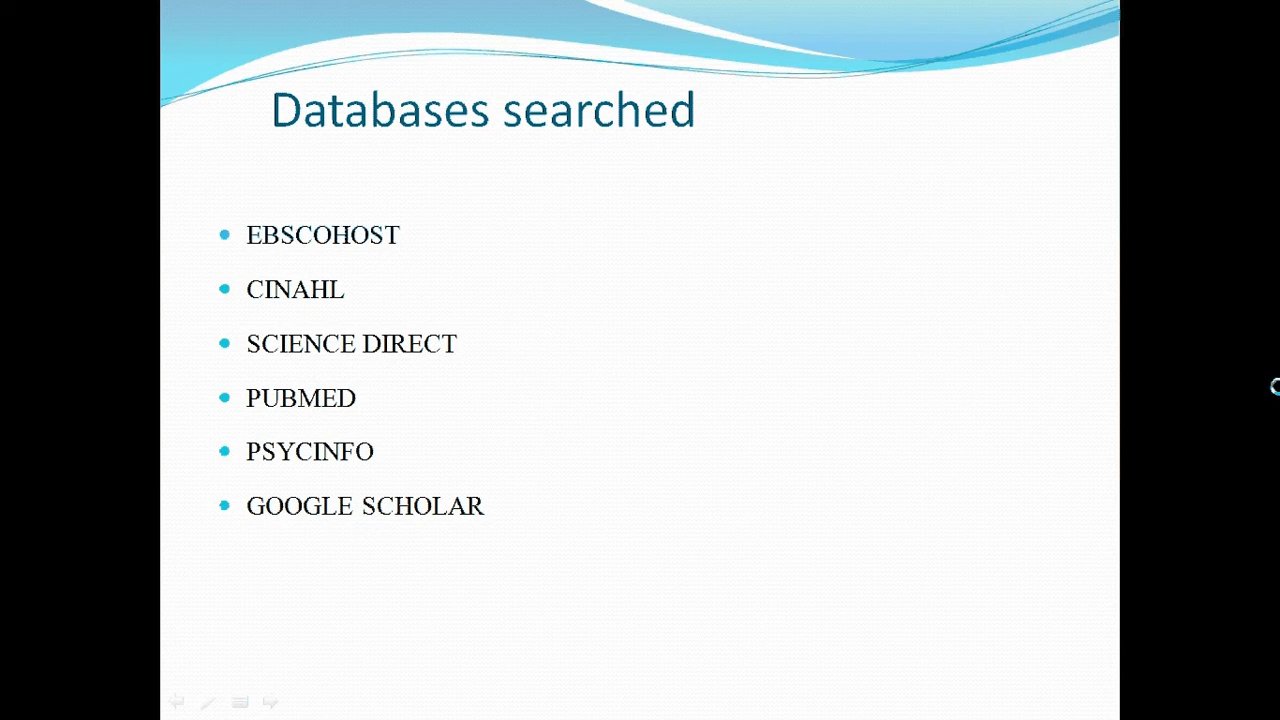 Databases searched
EBSCOHOST
CINAHL
SCIENCE DIRECT
PUBMED
PSYCINFO
GOOGLE SCHOLAR